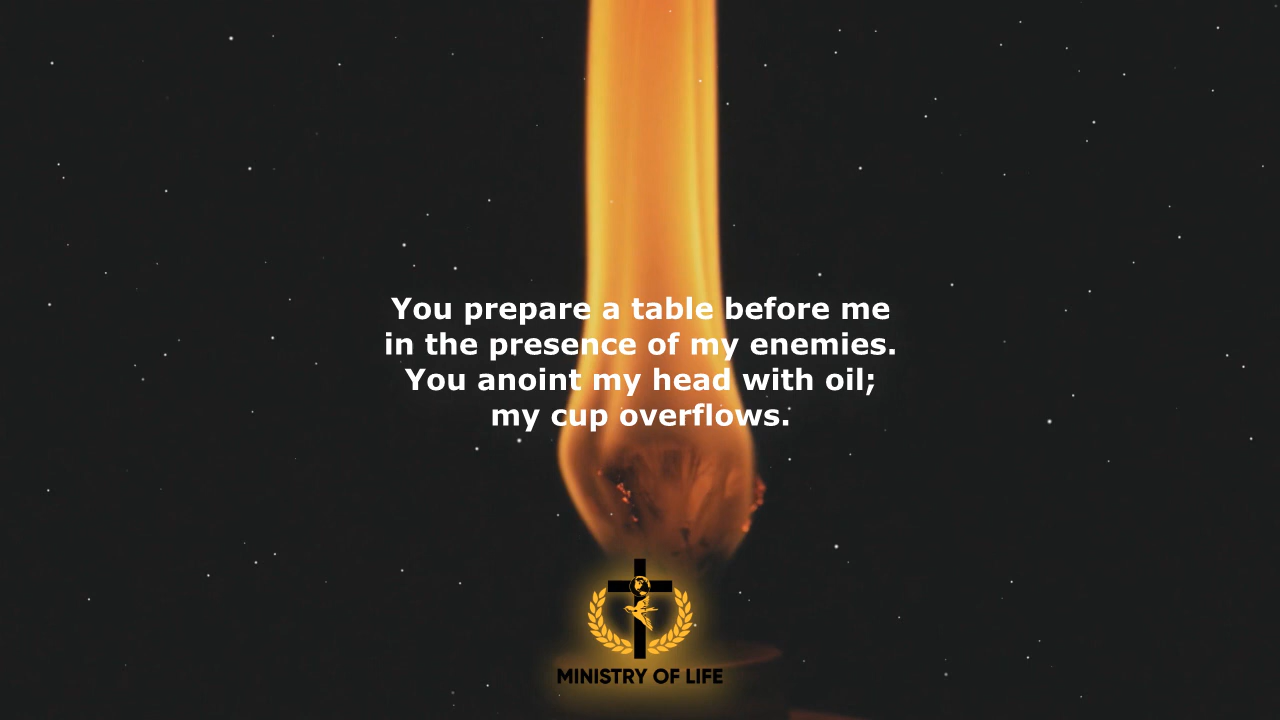 You prepare a table before me
in the presence of my enemies.
You anoint my head with oil;
my cup overflows.
MINISTRY OF LIFE